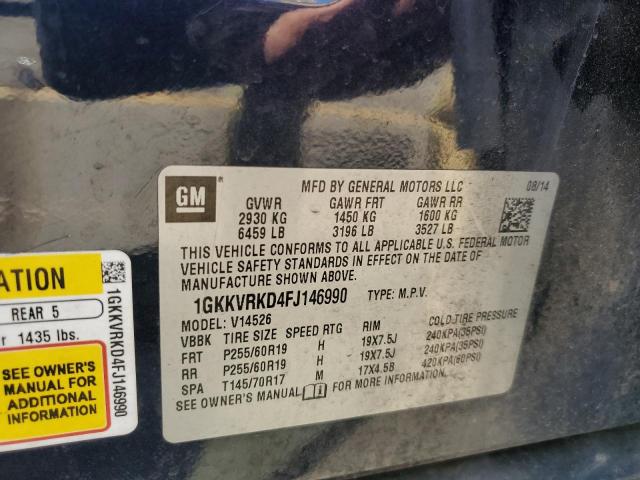 GM
MFD BY GENERAL MOTORS LLC 08/14
GVWR GAWR FRT GAWR RR
2930 KG 1450 KG 1600 KG
6459 LB 3196 LB 3527 LB
THIS VEHICLE CONFORMS TO ALL APPLICABLE U.S. FEDERAL MOTOR
VEHICLE SAFETY STANDARDS IN EFFECT ON THE DATE OF
MANUFACTURE SHOWN ABOVE.
1GKKVRKD4FJ146990 TYPE: M.P.V.
MODEL: V14526
VBBK TIRE SIZE SPEED RTG RIM COLD TIRE PRESSURE
FRT P255/60R19 H 19X7.5J 240KPA(35PSI)
RR P255/60R19 H 19X7.5J 240KPA(35PSI)
SPA T145/70R17 M 17X4.5B 420KPA(60PSI)
SEE OWNER'S MANUAL FOR MORE INFORMATION.
ATION
REAR 5
r 1435 lbs.
SEE OWNER'S
MANUAL FOR
ADDITIONAL
INFORMATION
1GKKVRKD4FJ146990